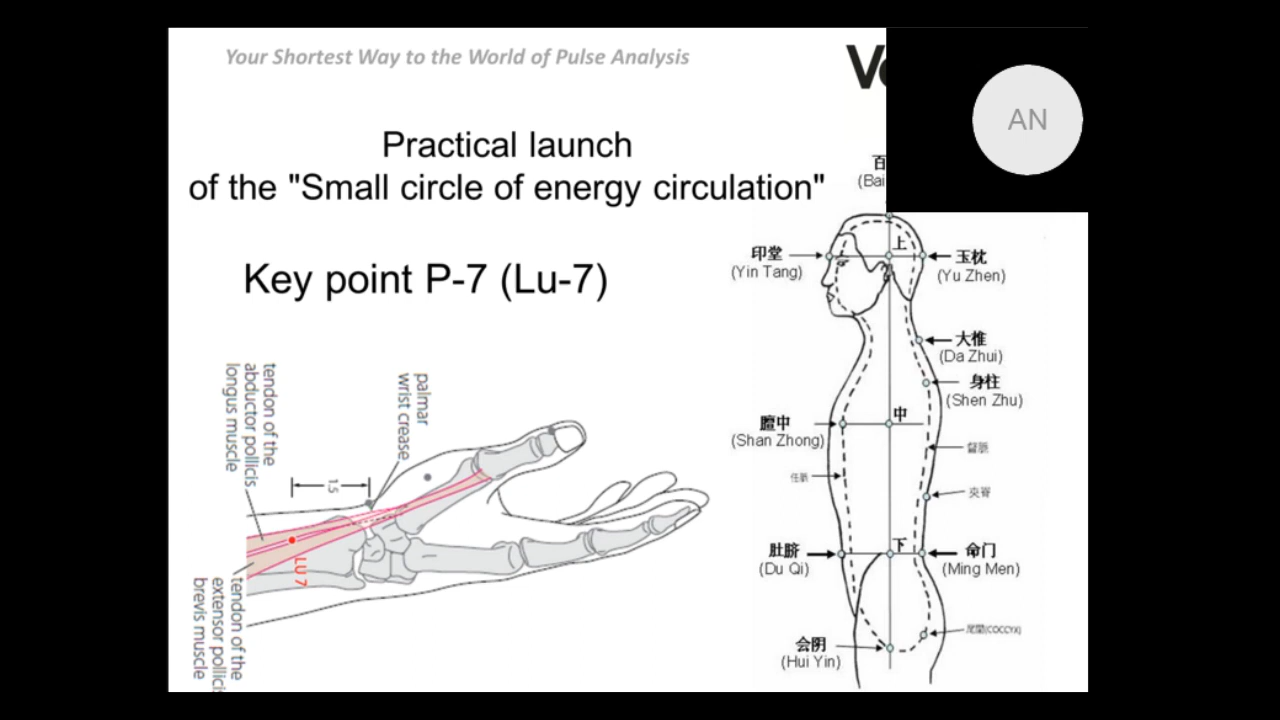 Your Shortest Way to the World of Pulse Analysis
AN
Practical launch
of the "Small circle of energy circulation"
Key point P-7 (Lu-7)
tendon of the
abductor pollicis
longus muscle
palmar
wrist crease
1.5
LU 7
tendon of the
extensor pollicis
brevis muscle
百
(Bai
上
印堂
(Yin Tang)
玉枕
(Yu Zhen)
大椎
(Da Zhui)
身柱
(Shen Zhu)
中
膻中
(Shan Zhong)
督脈
任脈
夾脊
下
肚脐
(Du Qi)
命门
(Ming Men)
尾閭(COCCYX)
会阴
(Hui Yin)